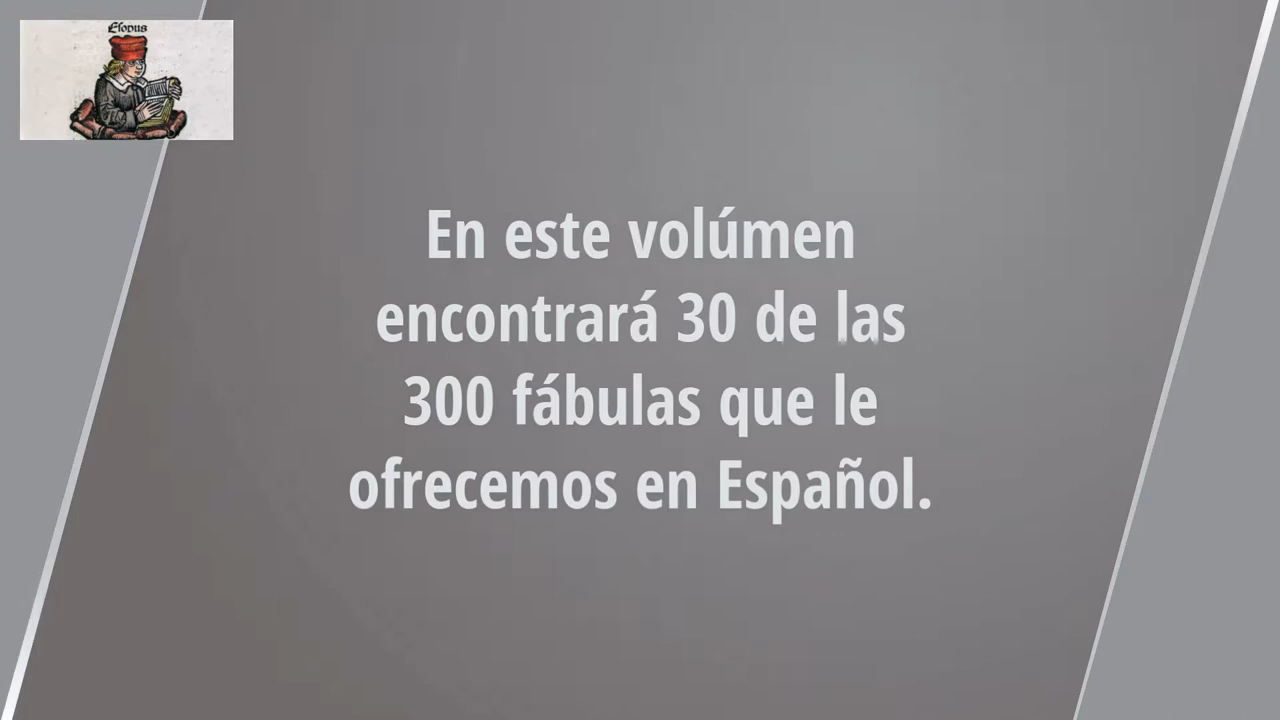 Esopus
En este volúmen
encontrará 30 de las
300 fábulas que le
ofrecemos en Español.